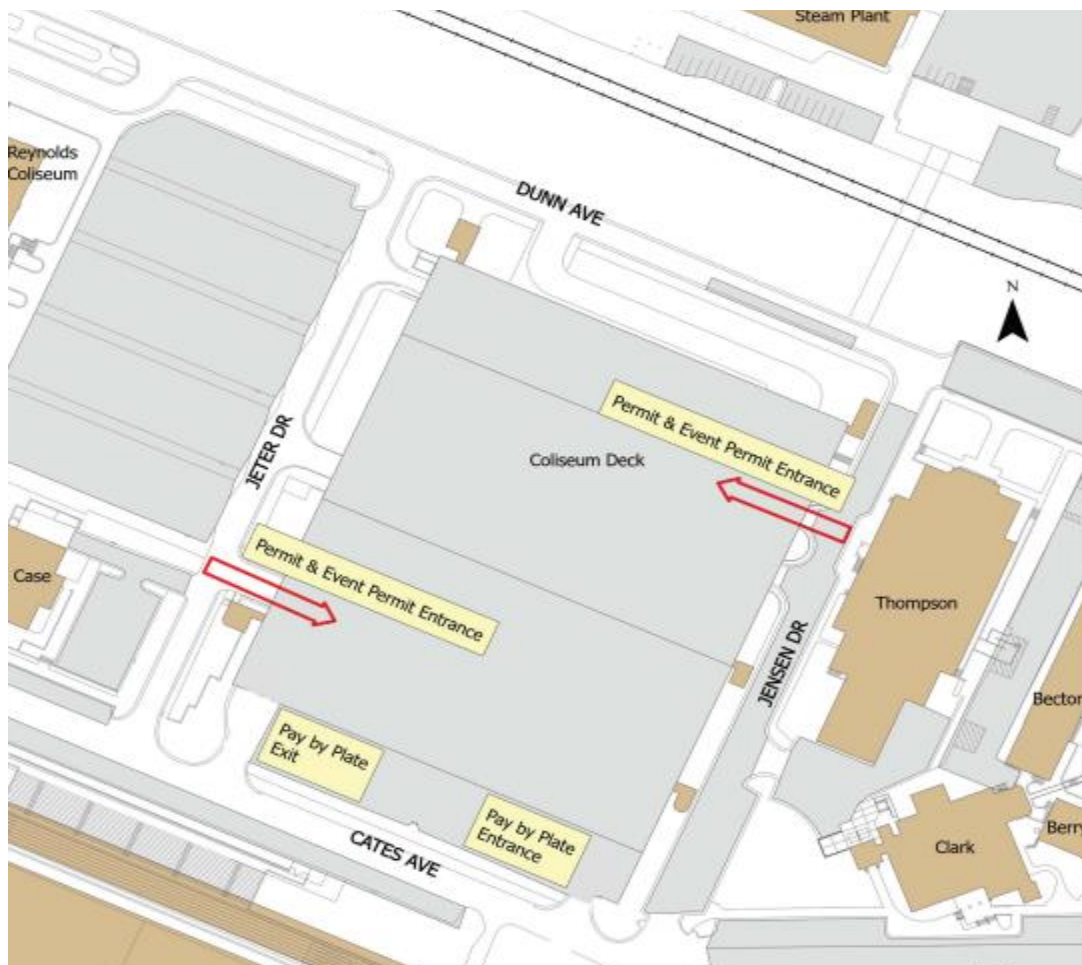 Steam Plant
Reynolds
Coliseum
DUNN AVE
N
Permit & Event Permit Entrance
Coliseum Deck
JETER DR
Permit & Event Permit Entrance
Case
Thompson
JENSEN DR
Becton
Pay by Plate
Exit
Pay by Plate
Entrance
CATES AVE
Clark
Berry